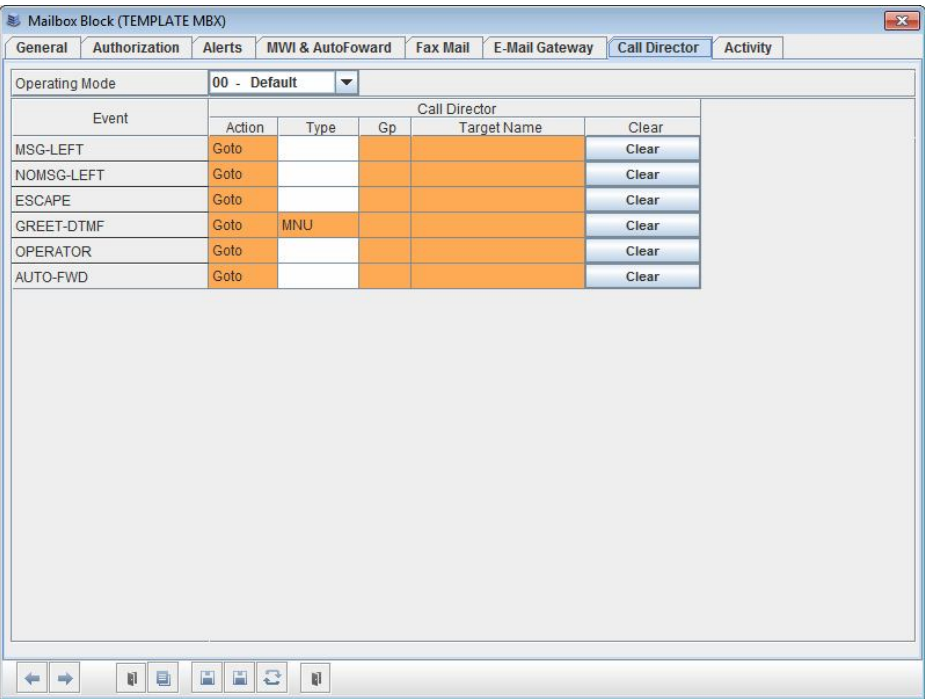 Mailbox Block (TEMPLATE MBX)
General Authorization Alerts MWI & AutoFoward Fax Mail E-Mail Gateway Call Director Activity
Operating Mode 00 - Default
Event Call Director
Action Type Gp Target Name Clear
MSG-LEFT Goto Clear
NOMSG-LEFT Goto Clear
ESCAPE Goto Clear
GREET-DTMF Goto MNU Clear
OPERATOR Goto Clear
AUTO-FWD Goto Clear